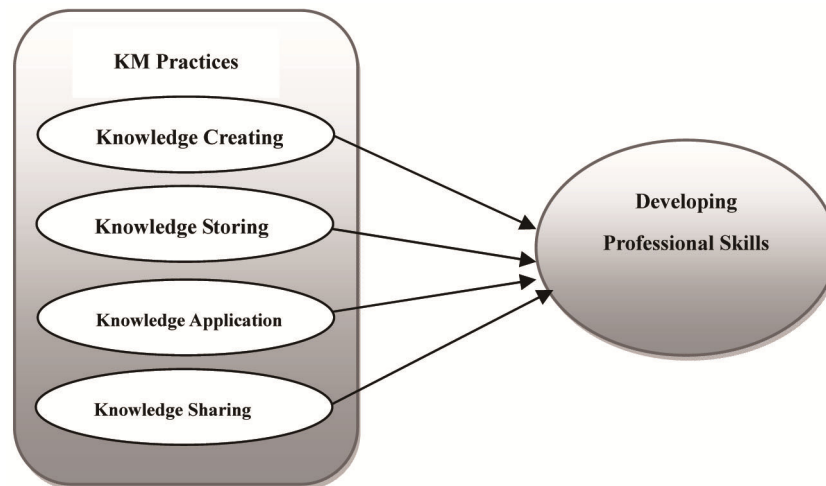 KM Practices
Knowledge Creating
Knowledge Storing
Knowledge Application
Knowledge Sharing
Developing
Professional Skills